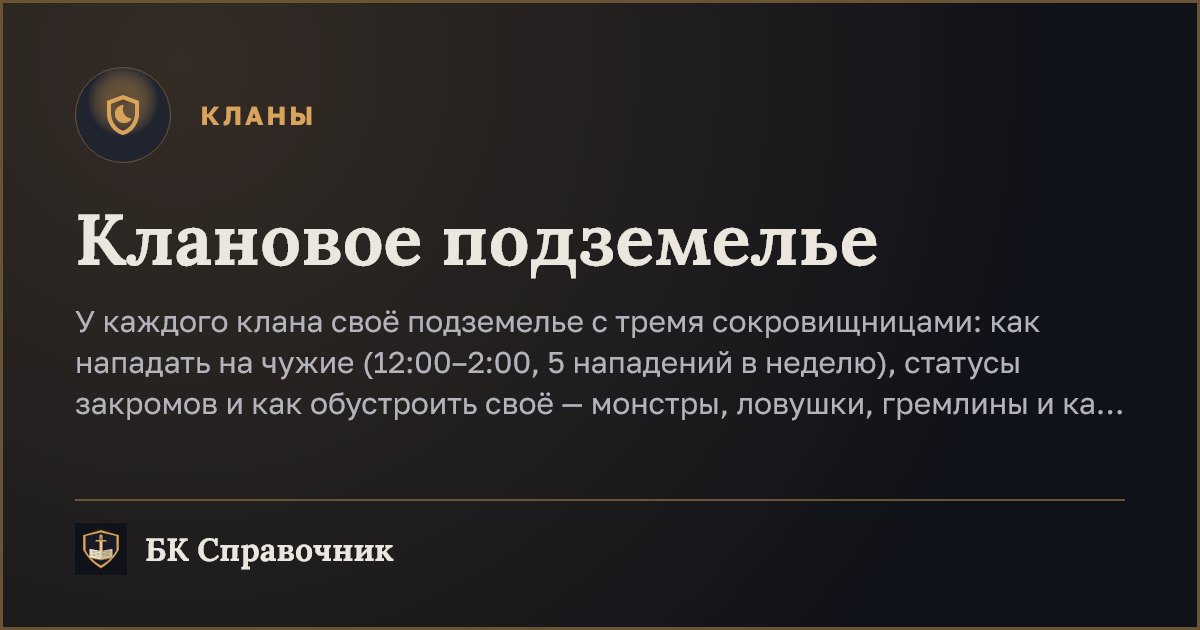 КЛАНЫ
Клановое подземелье
У каждого клана своё подземелье с тремя сокровищницами: как
нападать на чужие (12:00–2:00, 5 нападений в неделю), статусы
закромов и как обустроить своё — монстры, ловушки, гремлины и ка…
БК Справочник